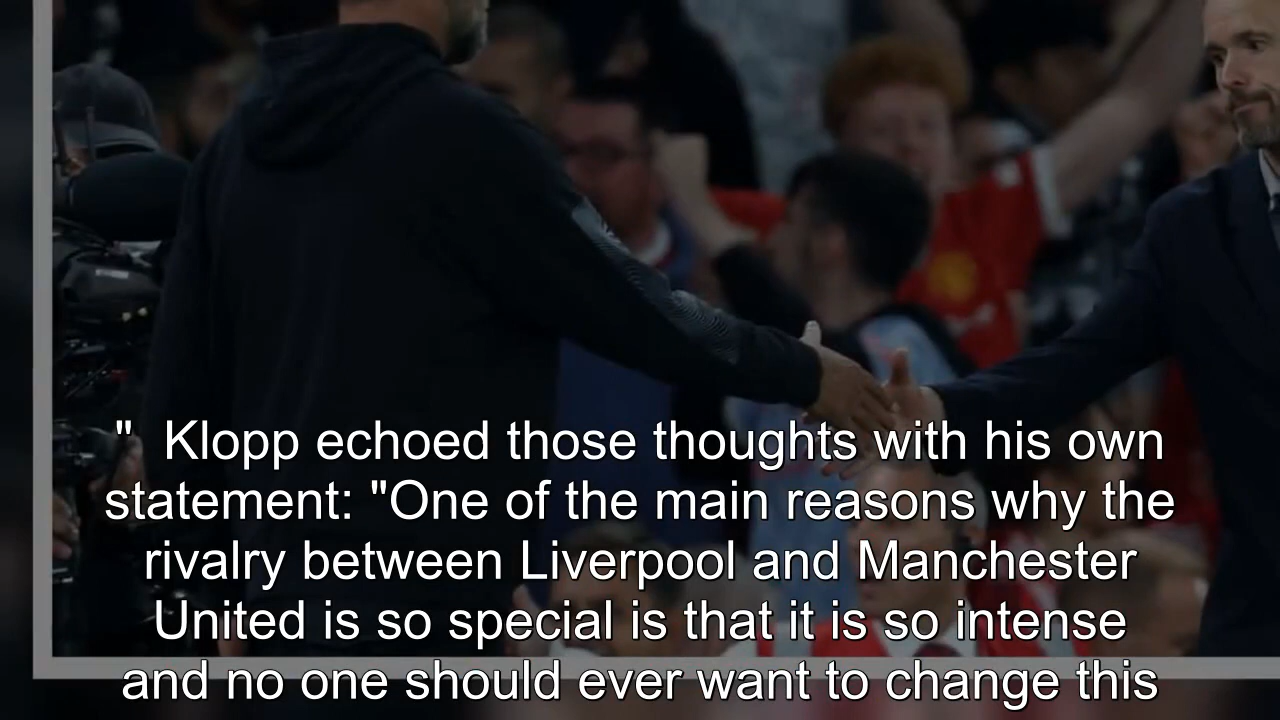 "  Klopp echoed those thoughts with his own
statement: "One of the main reasons why the
rivalry between Liverpool and Manchester
United is so special is that it is so intense
and no one should ever want to change this